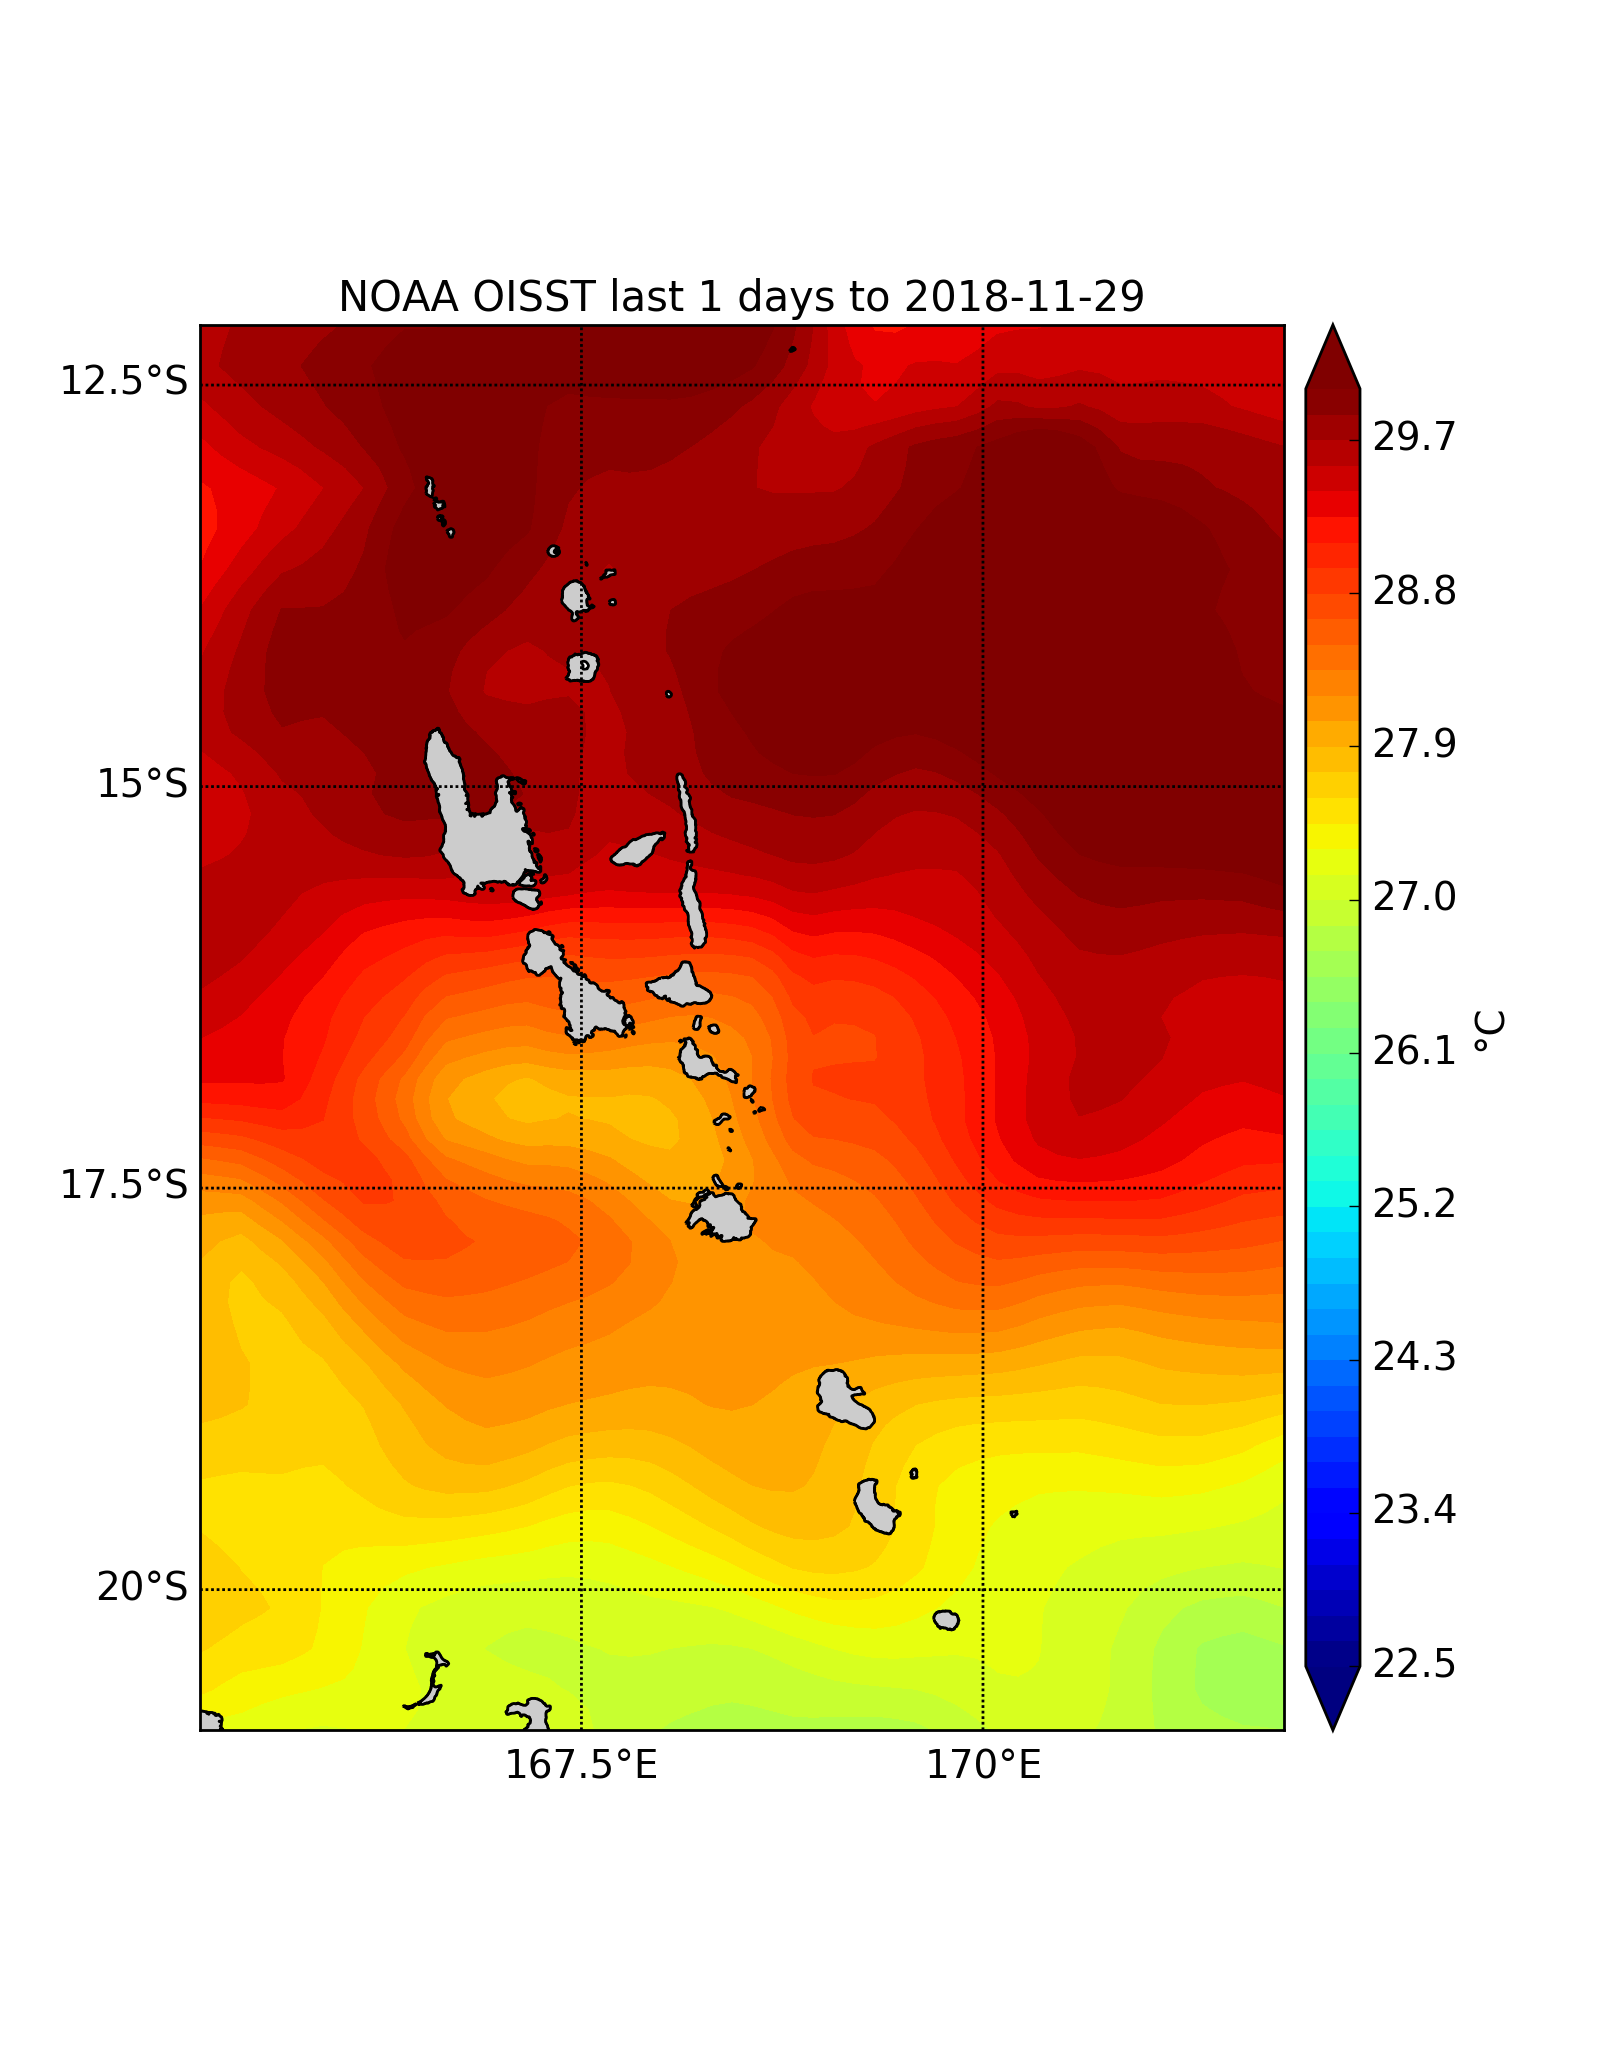 NOAA OISST last 1 days to 2018-11-29
12.5°S
15°S
17.5°S
20°S
167.5°E
170°E
29.7
28.8
27.9
27.0
26.1
25.2
24.3
23.4
22.5
°C